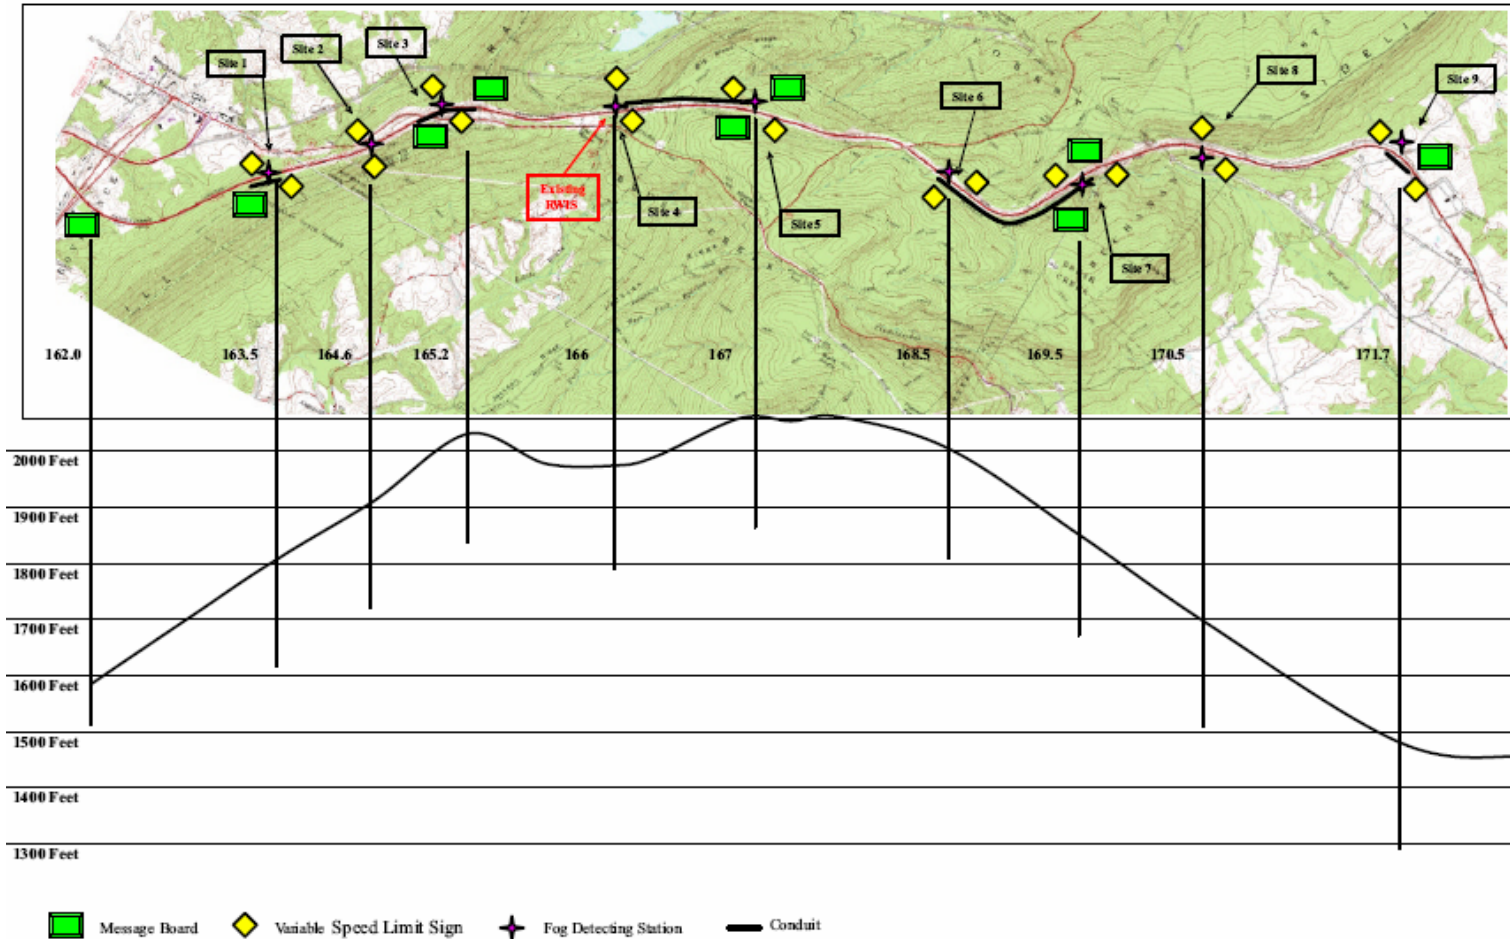 Site 1
Site 2
Site 3
Existing
RWIS
Site 4
Site 5
Site 6
Site 7
Site 8
Site 9
162.0
163.5
164.6
165.2
166
167
168.5
169.5
170.5
171.7
2000 Feet
1900 Feet
1800 Feet
1700 Feet
1600 Feet
1500 Feet
1400 Feet
1300 Feet
Message Board
Variable Speed Limit Sign
Fog Detecting Station
Conduit